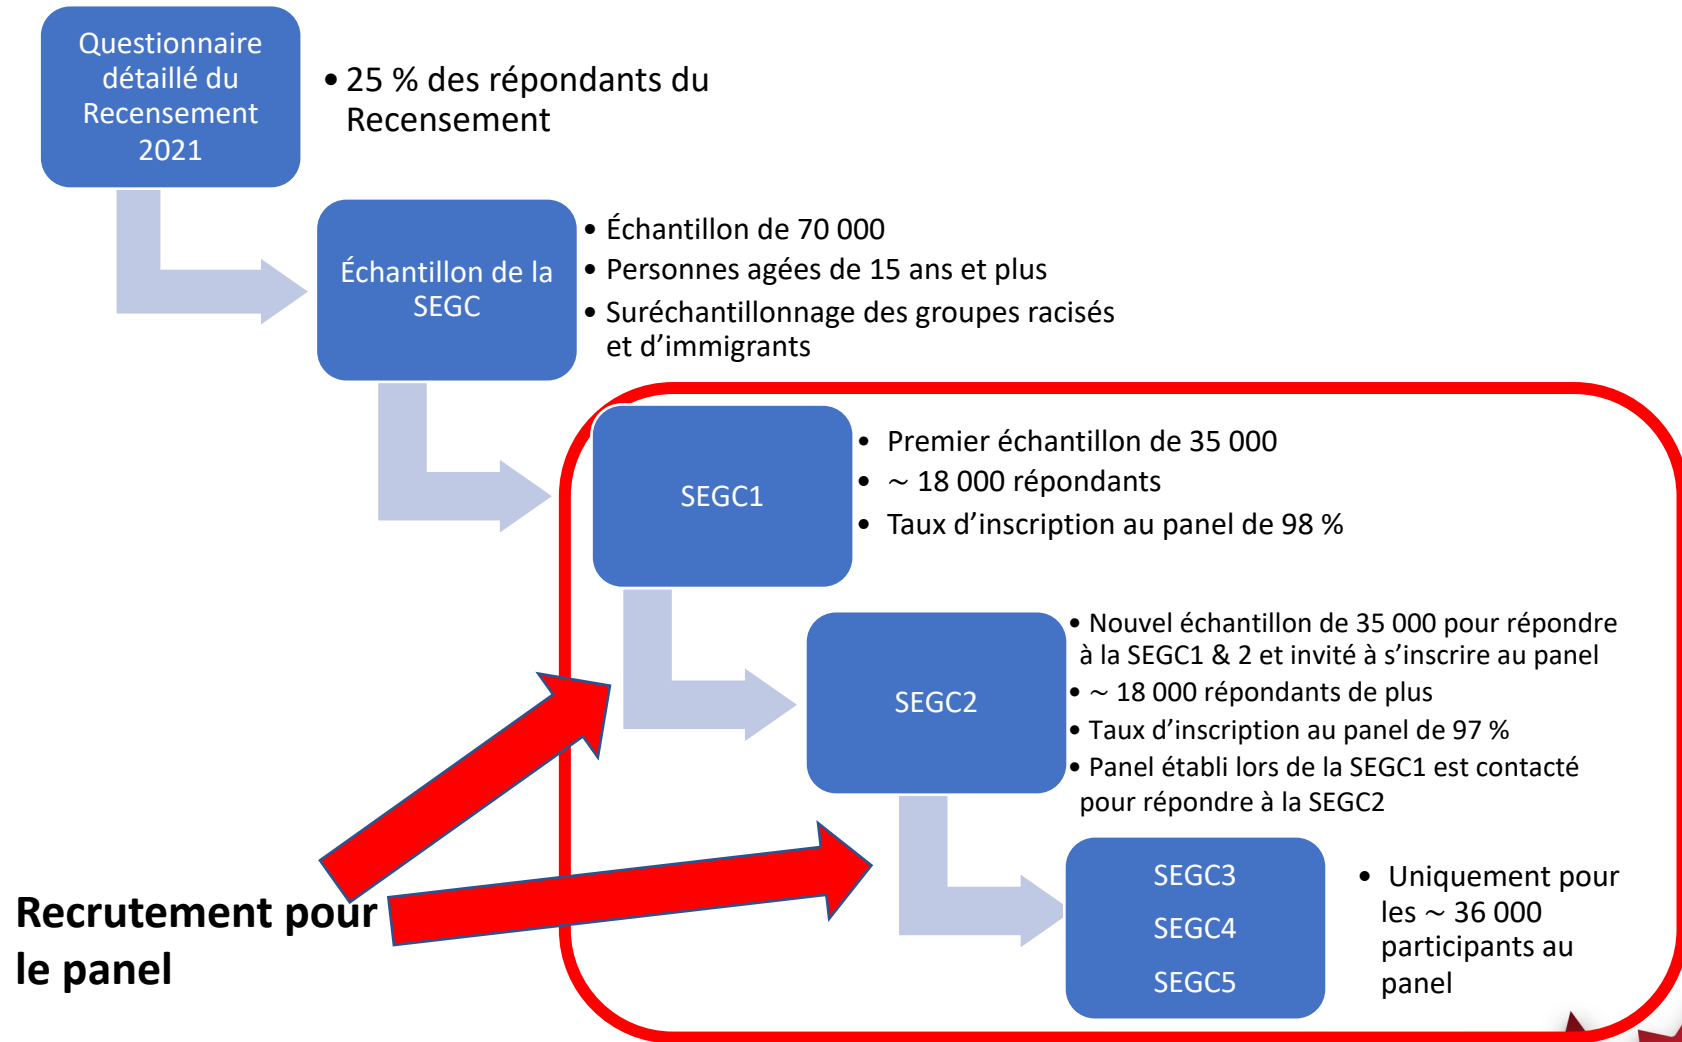 Questionnaire
détaillé du
Recensement
2021
• 25 % des répondants du
Recensement
Échantillon de la
SEGC
• Échantillon de 70 000
• Personnes agées de 15 ans et plus
• Suréchantillonnage des groupes racisés
et d’immigrants
SEGC1
• Premier échantillon de 35 000
• ~ 18 000 répondants
• Taux d’inscription au panel de 98 %
SEGC2
• Nouvel échantillon de 35 000 pour répondre
à la SEGC1 & 2 et invité à s’inscrire au panel
• ~ 18 000 répondants de plus
• Taux d’inscription au panel de 97 %
• Panel établi lors de la SEGC1 est contacté
pour répondre à la SEGC2
SEGC3
SEGC4
SEGC5
• Uniquement pour
les ~ 36 000
participants au
panel
Recrutement pour
le panel